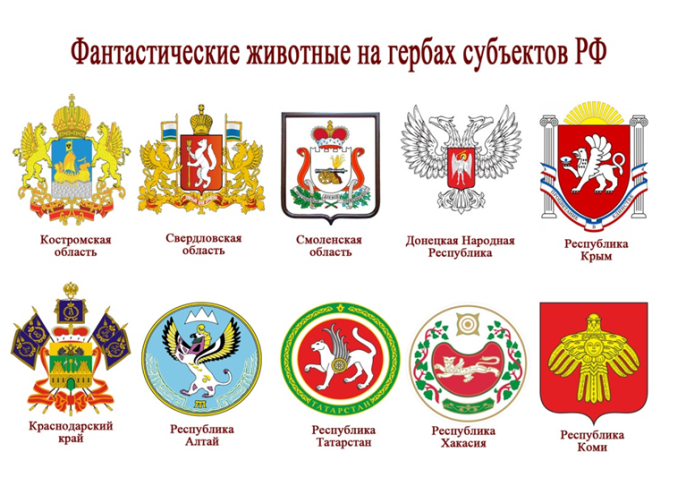 Фантастические животные на гербах субъектов РФ
Костромская
область
Свердловская
область
Смоленская
область
Донецкая Народная
Республика
Республика
Крым
Краснодарский
край
Республика
Алтай
Республика
Татарстан
Республика
Хакасия
Республика
Коми
ТАТАРСТАН